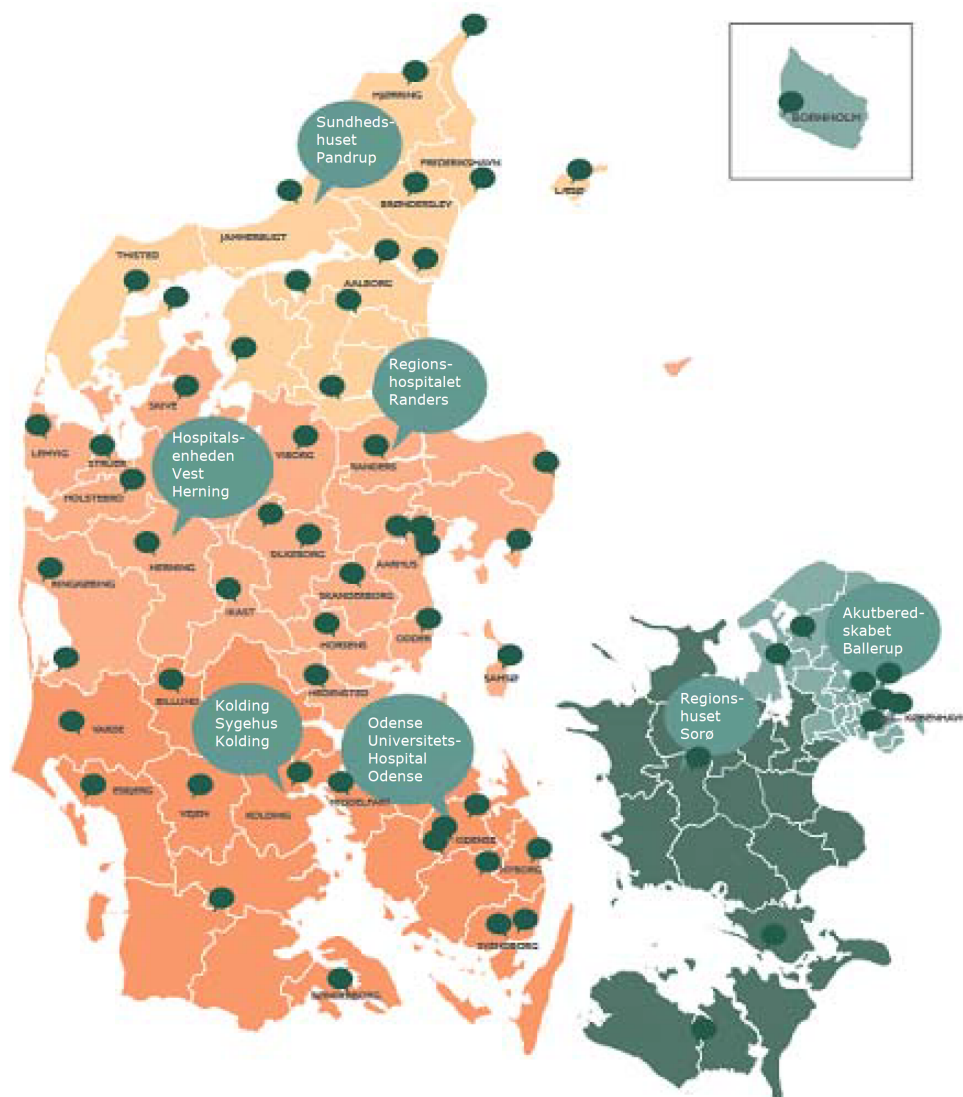 HJØRRING
Sundheds-
huset
Pandrup
FREDERIKSHAVN
BORNHOLM
LÆSØ
BRØNDERSLEV
JAMMERBUGT
THISTED
AALBORG
Regions-
hospitalet
Randers
SKIVE
Hospitals-
enheden
Vest
Herning
LEMVIG
STRUER
VIBORG
RANDERS
HOLSTEBRO
SILKEBORG
AARHUS
HERNING
RINGKØBING
SKANDERBORG
IKAST
ODDER
HORSENS
SAMSØ
HEDENSTED
BILLUND
Akutbered-
skabet
Ballerup
Regions-
huset
Sorø
KØBENHAVN
Kolding
Sygehus
Kolding
Odense
Universitets-
Hospital
Odense
VARDE
ESBJERG
VEJEN
KOLDING
MIDDELFART
ODENSE
NYBORG
SVENDBORG
SØNDERBORG